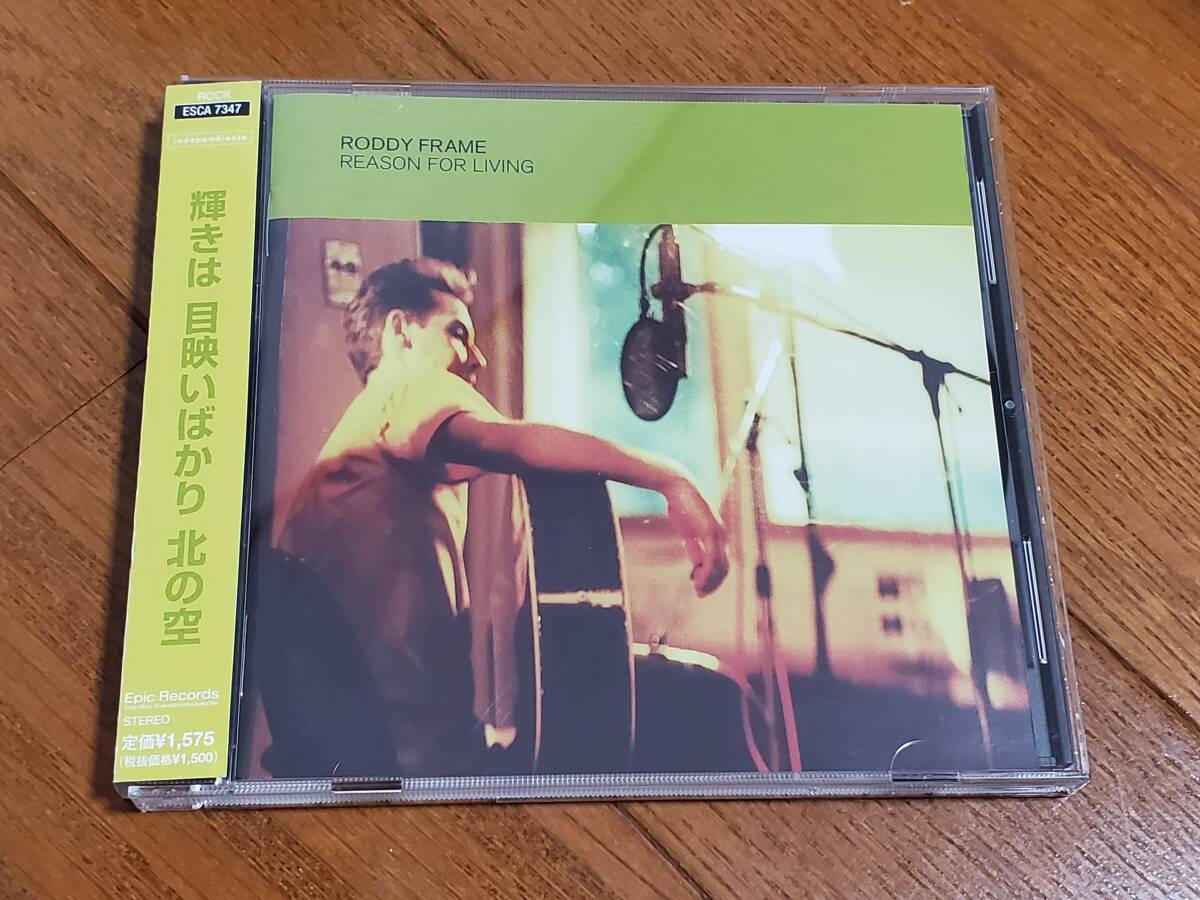 ROCK
ESCA 7347
independiente
輝きは 目映いばかり 北の空
Epic Records
STEREO
定価¥1,575
(税抜価格¥1,500)
RODDY FRAME
REASON FOR LIVING